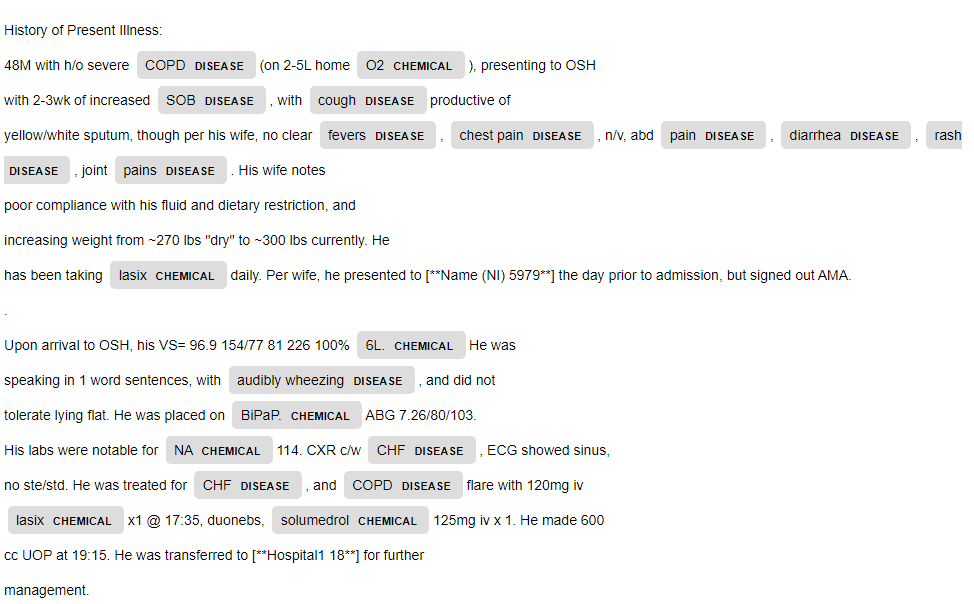 History of Present Illness:
48M with h/o severe COPD DISEASE (on 2-5L home O2 CHEMICAL ), presenting to OSH
with 2-3wk of increased SOB DISEASE , with cough DISEASE productive of
yellow/white sputum, though per his wife, no clear fevers DISEASE , chest pain DISEASE , n/v, abd pain DISEASE , diarrhea DISEASE , rash
DISEASE , joint pains DISEASE . His wife notes
poor compliance with his fluid and dietary restriction, and
increasing weight from ~270 lbs "dry" to ~300 lbs currently. He
has been taking lasix CHEMICAL daily. Per wife, he presented to [**Name (NI) 5979**] the day prior to admission, but signed out AMA.
.
Upon arrival to OSH, his VS= 96.9 154/77 81 226 100% 6L. CHEMICAL He was
speaking in 1 word sentences, with audibly wheezing DISEASE , and did not
tolerate lying flat. He was placed on BiPaP. CHEMICAL ABG 7.26/80/103.
His labs were notable for NA CHEMICAL 114. CXR c/w CHF DISEASE , ECG showed sinus,
no ste/std. He was treated for CHF DISEASE , and COPD DISEASE flare with 120mg iv
lasix CHEMICAL x1 @ 17:35, duonebs, solumedrol CHEMICAL 125mg iv x 1. He made 600
cc UOP at 19:15. He was transferred to [**Hospital1 18**] for further
management.